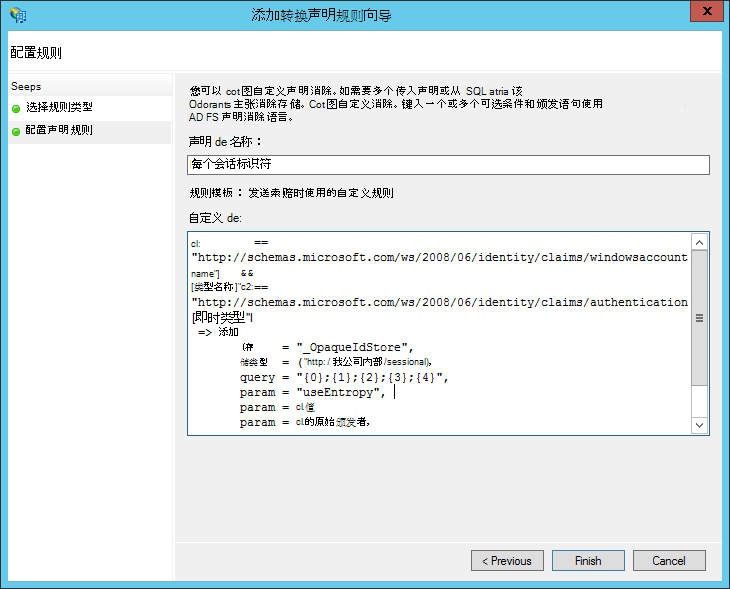 添加转换声明规则向导
X
配置规则
Seeps
选择规则类型
配置声明规则
您可以 cot图自定义声明消除。如需要多个传入声明或从 SQL atria 该
Odorants 主张消除存储。Cot图自定义消除。键入一个或多个可选条件和颁发语句使用
AD FS 声明消除语言。
声明 de 名称：
每个会话标识符
规则模板：发送索赔时使用的自定义规则
自定义 de:
cl: ==
"http://schemas.microsoft.com/ws/2008/06/identity/claims/windowsaccount
name"] &&
[类型名称]"c2:==
"http://schemas.microsoft.com/ws/2008/06/identity/claims/authentication
[即时类型"I
=> 添加
(存 = "_OpaqueIdStore",
储类型 = ("http: / 我公司内部/sessional),
query = "{0};{1};{2};{3};{4}",
param = "useEntropy",
param = cl.值
param = cl.的原始颁发者,
< Previous
Finish
Cancel